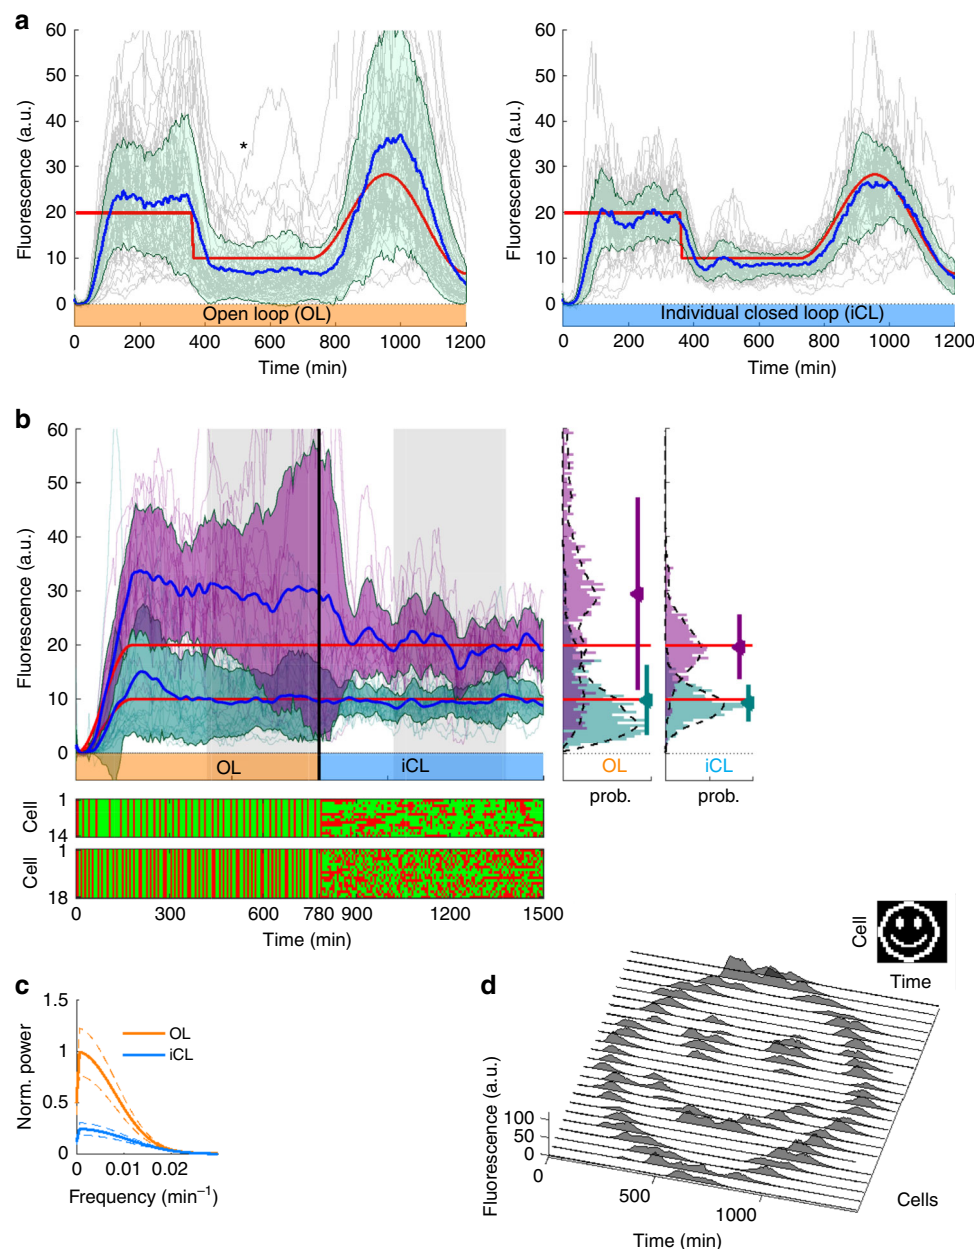 a
Fluorescence (a.u.)
60
50
40
30
20
10
0
*
Open loop (OL)
0 200 400 600 800 1000 1200
Time (min)
Fluorescence (a.u.)
60
50
40
30
20
10
0
Individual closed loop (iCL)
0 200 400 600 800 1000 1200
Time (min)
b
Fluorescence (a.u.)
60
50
40
30
20
10
0
OL iCL
OL iCL
prob. prob.
Cell
1
14
Cell
1
18
0 300 600 780 900 1200 1500
Time (min)
c
Norm. power
1.5
1
0.5
0
OL
iCL
0 0.01 0.02
Frequency (min⁻¹)
d
Cell
Time
Fluorescence (a.u.)
100
50
0
0
500
1000
Time (min)
Cells